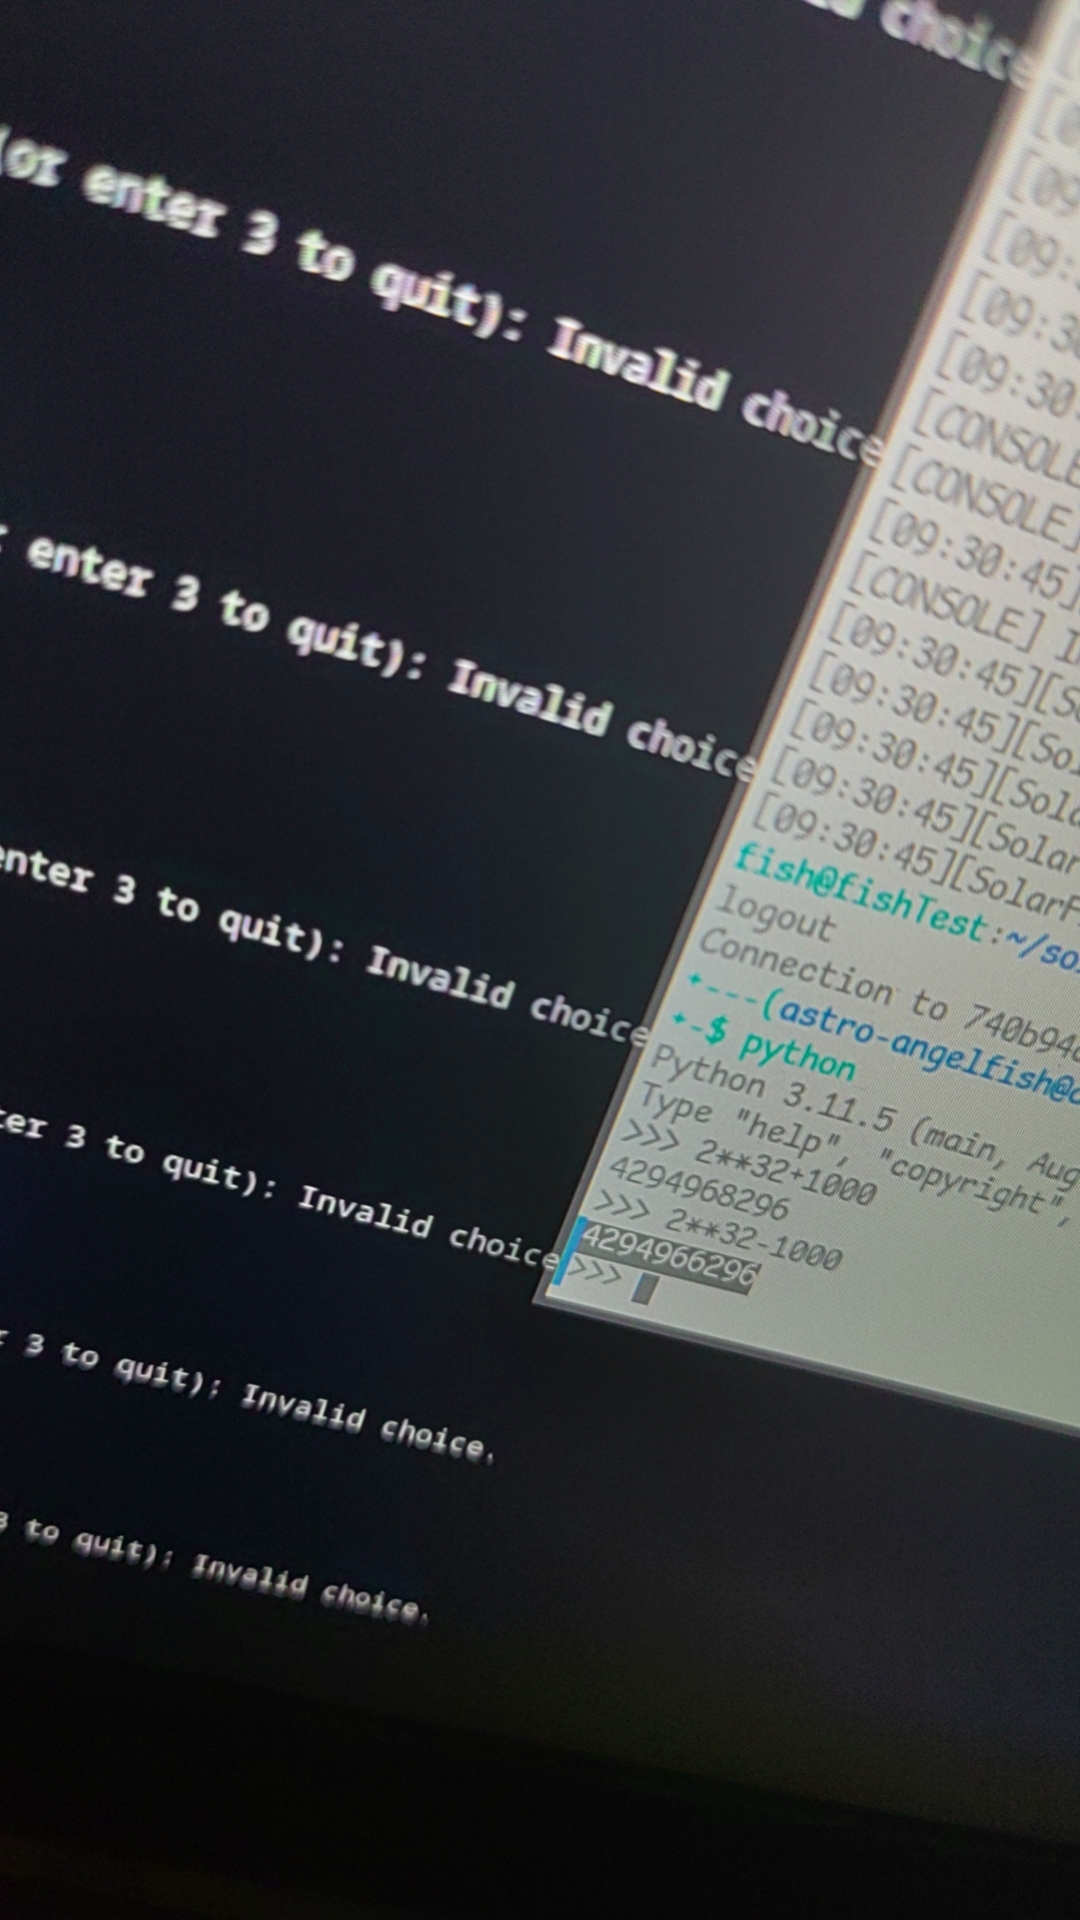 choice
(or enter 3 to quit): Invalid choice
enter 3 to quit): Invalid choice
enter 3 to quit): Invalid choice
ter 3 to quit): Invalid choice
3 to quit): Invalid choice.
3 to quit): Invalid choice.
[09
[09:
[09:30
[09:30
[CONSOLE
[CONSOLE]
[09:30:45]
[CONSOLE] I
[09:30:45][S
[09:30:45][So
[09:30:45][Sola
[09:30:45][Solar
[09:30:45][SolarF
fish@fishTest:~/so
logout
Connection to 740b94
+---(astro-angelfish@
+-$ python
Python 3.11.5 (main, Aug
Type "help", "copyright",
>>> 2**32+1000
4294968296
>>> 2**32-1000
4294966296
>>>